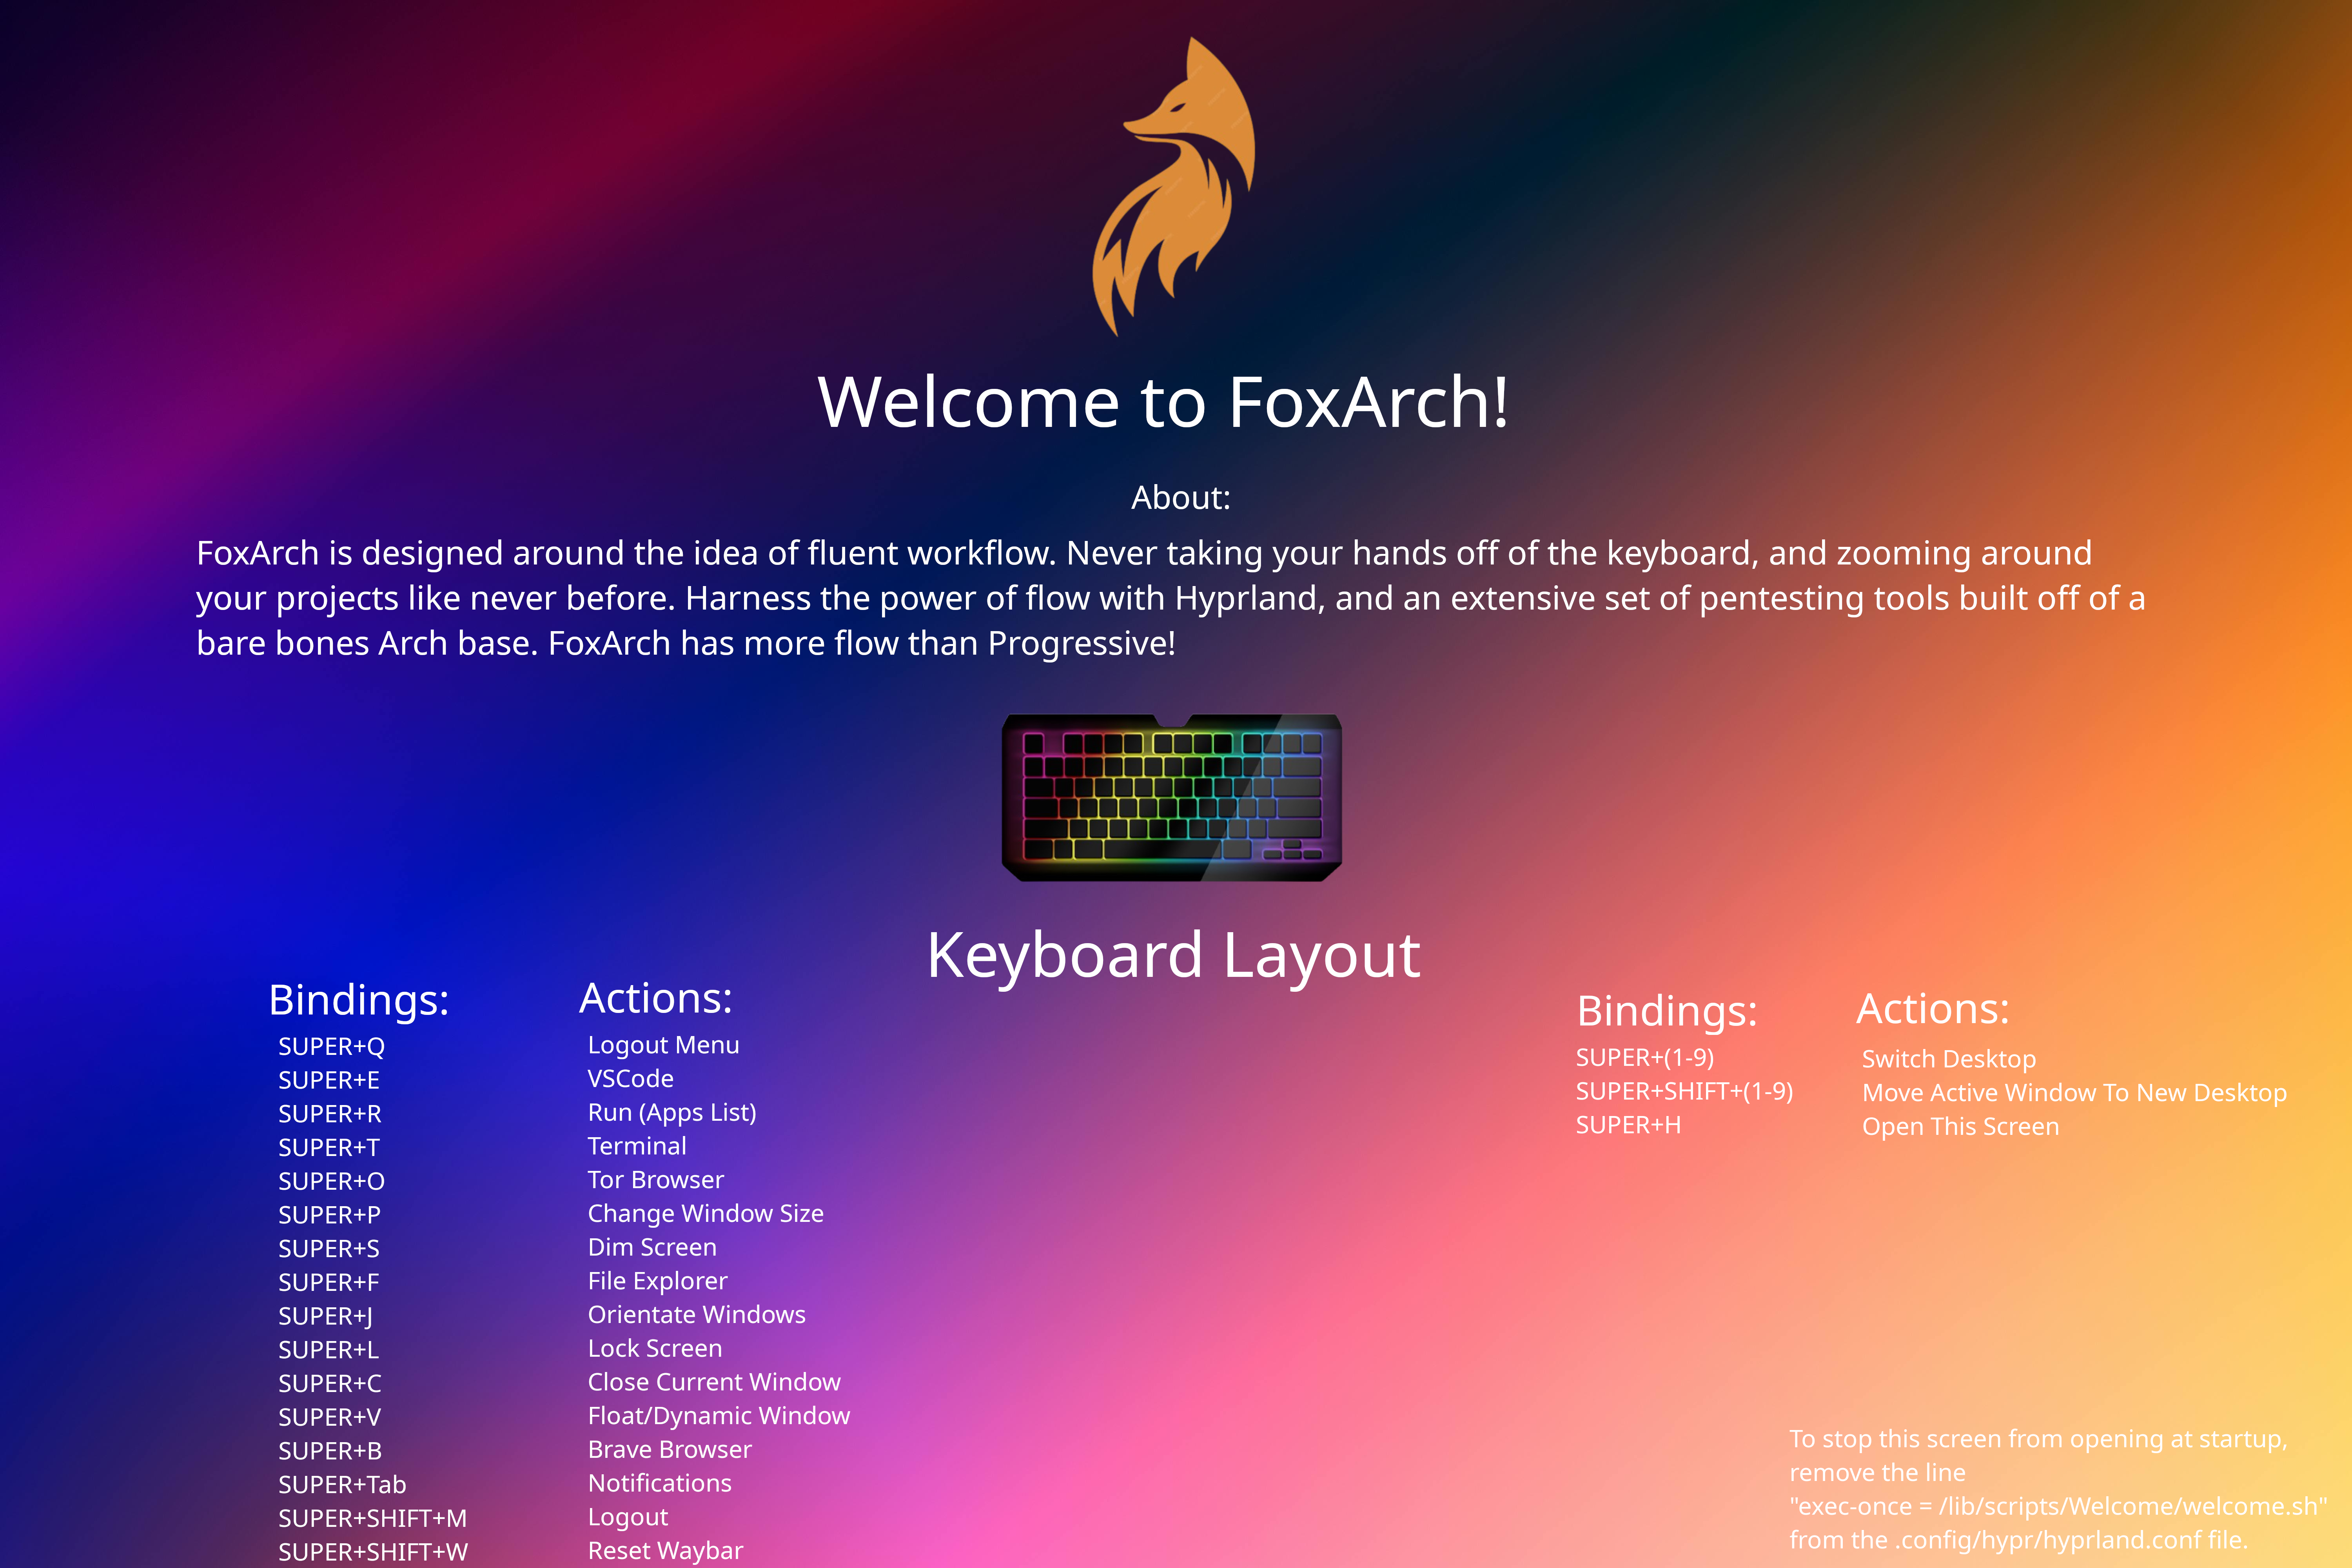 Welcome to FoxArch!
About:
FoxArch is designed around the idea of fluent workflow. Never taking your hands off of the keyboard, and zooming around
your projects like never before. Harness the power of flow with Hyprland, and an extensive set of pentesting tools built off of a
bare bones Arch base. FoxArch has more flow than Progressive!
Keyboard Layout
Bindings: Actions:
SUPER+Q Logout Menu
SUPER+E VSCode
SUPER+R Run (Apps List)
SUPER+T Terminal
SUPER+O Tor Browser
SUPER+P Change Window Size
SUPER+S Dim Screen
SUPER+F File Explorer
SUPER+J Orientate Windows
SUPER+L Lock Screen
SUPER+C Close Current Window
SUPER+V Float/Dynamic Window
SUPER+B Brave Browser
SUPER+Tab Notifications
SUPER+SHIFT+M Logout
SUPER+SHIFT+W Reset Waybar
Bindings: Actions:
SUPER+(1-9) Switch Desktop
SUPER+SHIFT+(1-9) Move Active Window To New Desktop
SUPER+H Open This Screen
To stop this screen from opening at startup,
remove the line
"exec-once = /lib/scripts/Welcome/welcome.sh"
from the .config/hypr/hyprland.conf file.